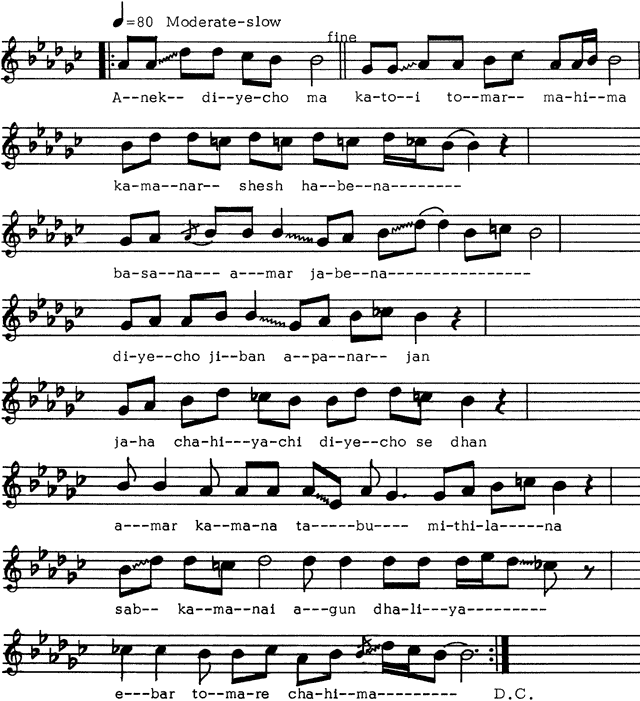 ♩=80 Moderate-slow
fine
A--nek-- di--ye-cho ma ka-to--i to-mar-- ma-hi--ma
ka-ma--nar-- shesh ha--be--na--------
ba-sa--na--- a---mar ja-be--na----------------
di-ye--cho ji-ban a--pa-nar-- jan
ja-ha cha-hi---ya-chi di-ye--cho se dhan
a---mar ka--ma-na ta-----bu---- mi-thi-la----na
sab-- ka--ma-nai a---gun dha-li---ya---------
e---bar to--ma-re cha-hi--ma--------- D.C.